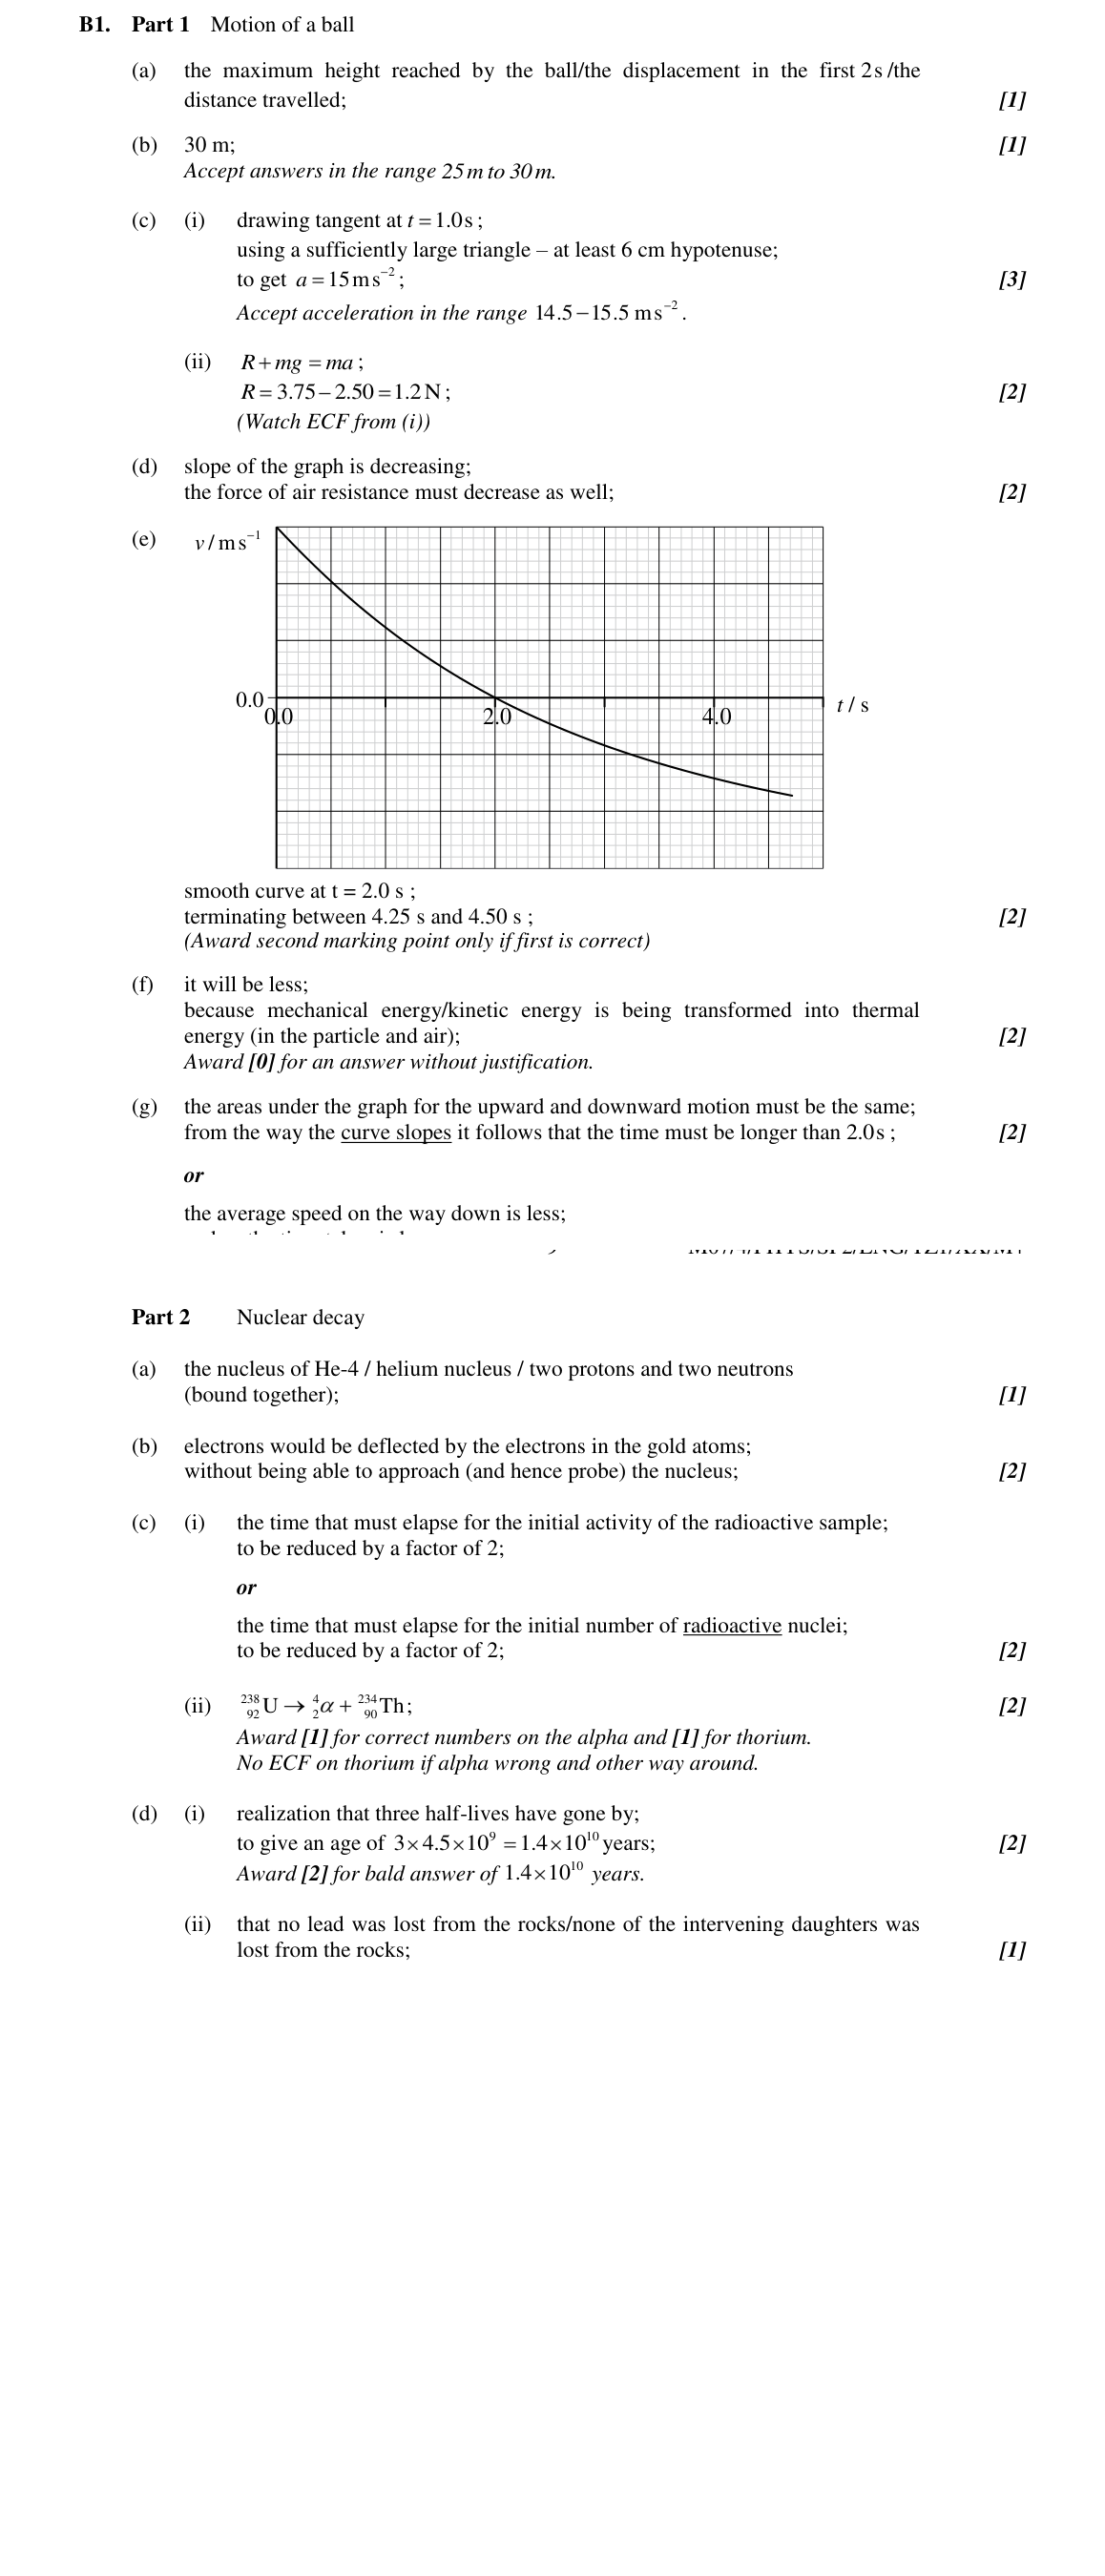 B1. Part 1 Motion of a ball
(a) the maximum height reached by the ball/the displacement in the first 2s/the
distance travelled; [1]
(b) 30 m; [1]
Accept answers in the range 25m to 30m.
(c) (i) drawing tangent at t = 1.0s;
using a sufficiently large triangle – at least 6 cm hypotenuse;
to get a = 15ms⁻²; [3]
Accept acceleration in the range 14.5–15.5 ms⁻².
(ii) R + mg = ma;
R = 3.75 – 2.50 = 1.2N; [2]
(Watch ECF from (i))
(d) slope of the graph is decreasing;
the force of air resistance must decrease as well; [2]
(e) v/ms⁻¹
0.0
0.0 2.0 4.0 t / s
smooth curve at t = 2.0 s ;
terminating between 4.25 s and 4.50 s ; [2]
(Award second marking point only if first is correct)
(f) it will be less;
because mechanical energy/kinetic energy is being transformed into thermal
energy (in the particle and air); [2]
Award [0] for an answer without justification.
(g) the areas under the graph for the upward and downward motion must be the same;
from the way the curve slopes it follows that the time must be longer than 2.0s; [2]
or
the average speed on the way down is less;
Part 2 Nuclear decay
(a) the nucleus of He-4 / helium nucleus / two protons and two neutrons
(bound together); [1]
(b) electrons would be deflected by the electrons in the gold atoms;
without being able to approach (and hence probe) the nucleus; [2]
(c) (i) the time that must elapse for the initial activity of the radioactive sample;
to be reduced by a factor of 2;
or
the time that must elapse for the initial number of radioactive nuclei;
to be reduced by a factor of 2; [2]
(ii) ²³⁸₉₂U → ⁴₂α + ²³⁴₉₀Th; [2]
Award [1] for correct numbers on the alpha and [1] for thorium.
No ECF on thorium if alpha wrong and other way around.
(d) (i) realization that three half-lives have gone by;
to give an age of 3×4.5×10⁹ = 1.4×10¹⁰ years; [2]
Award [2] for bald answer of 1.4×10¹⁰ years.
(ii) that no lead was lost from the rocks/none of the intervening daughters was
lost from the rocks; [1]